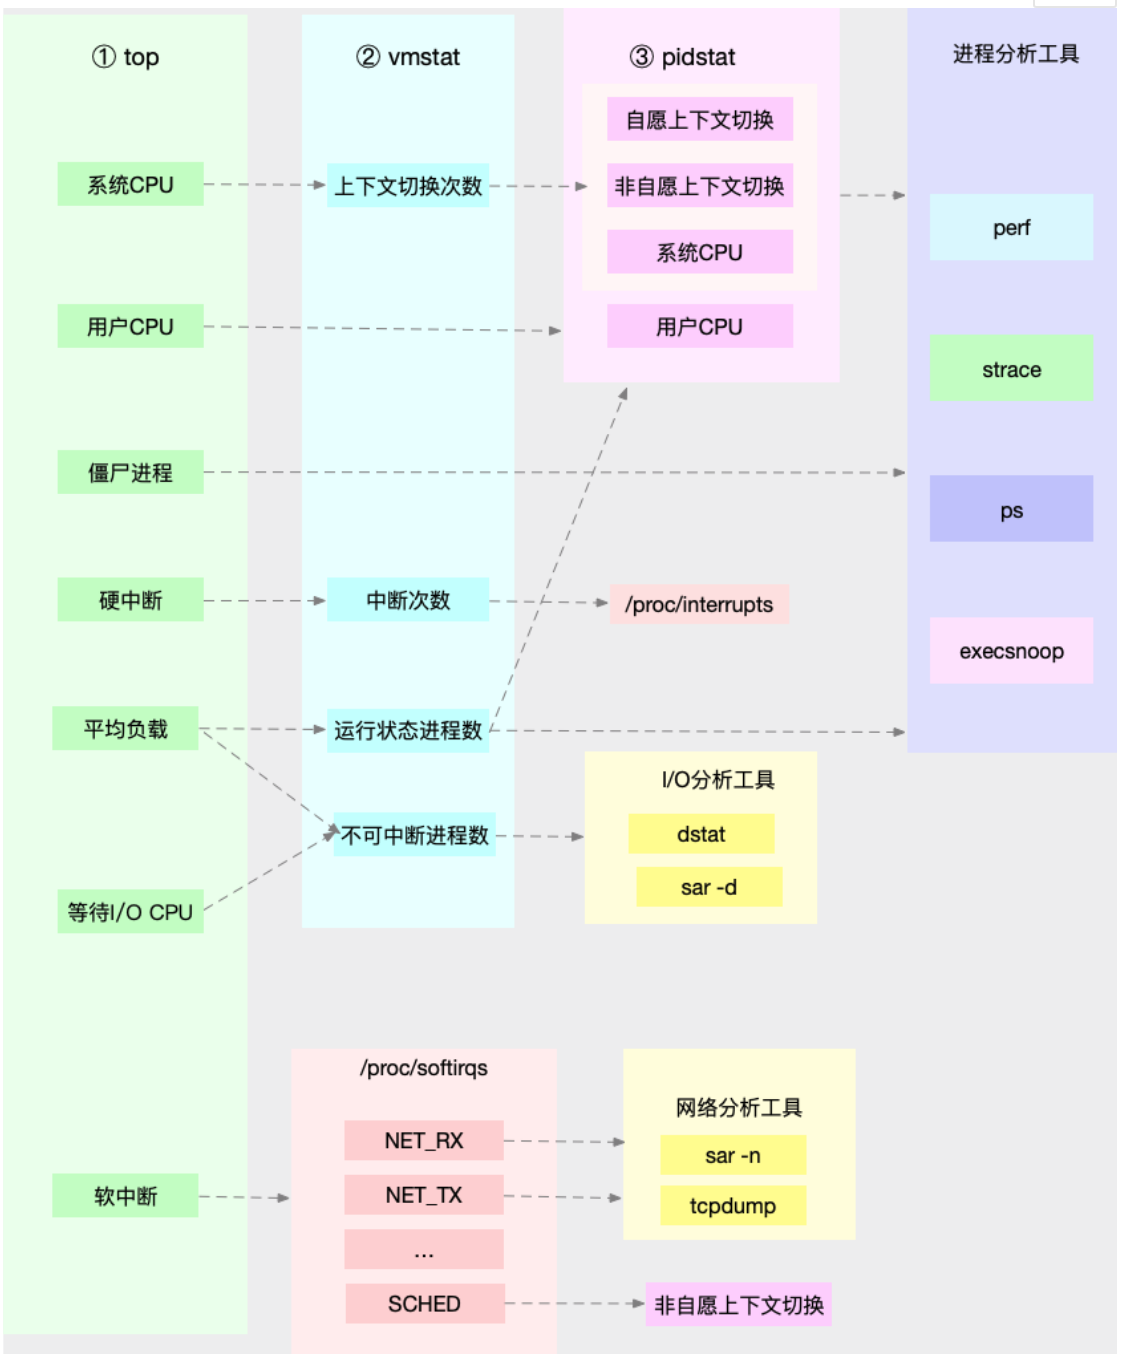 ① top
② vmstat
③ pidstat
进程分析工具
自愿上下文切换
系统CPU
上下文切换次数
非自愿上下文切换
perf
系统CPU
用户CPU
用户CPU
strace
僵尸进程
ps
硬中断
中断次数
/proc/interrupts
execsnoop
平均负载
运行状态进程数
I/O分析工具
不可中断进程数
dstat
sar -d
等待I/O CPU
/proc/softirqs
网络分析工具
NET_RX
sar -n
软中断
NET_TX
tcpdump
...
SCHED
非自愿上下文切换